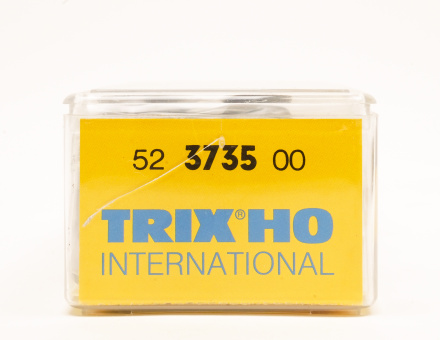 52 3735 00
TRIX® HO
INTERNATIONAL